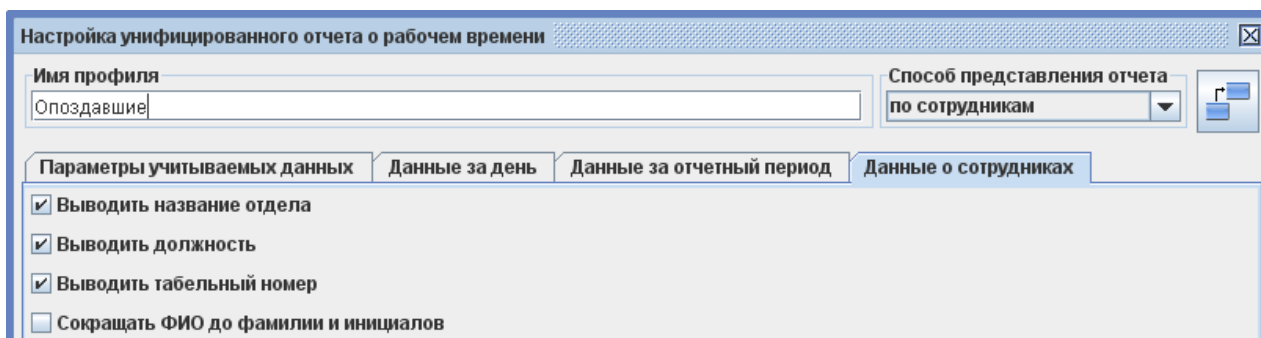 Настройка унифицированного отчета о рабочем времени
Имя профиля
Способ представления отчета
Опоздавшие
по сотрудникам
Параметры учитываемых данных
Данные за день
Данные за отчетный период
Данные о сотрудниках
Выводить название отдела
Выводить должность
Выводить табельный номер
Сокращать ФИО до фамилии и инициалов